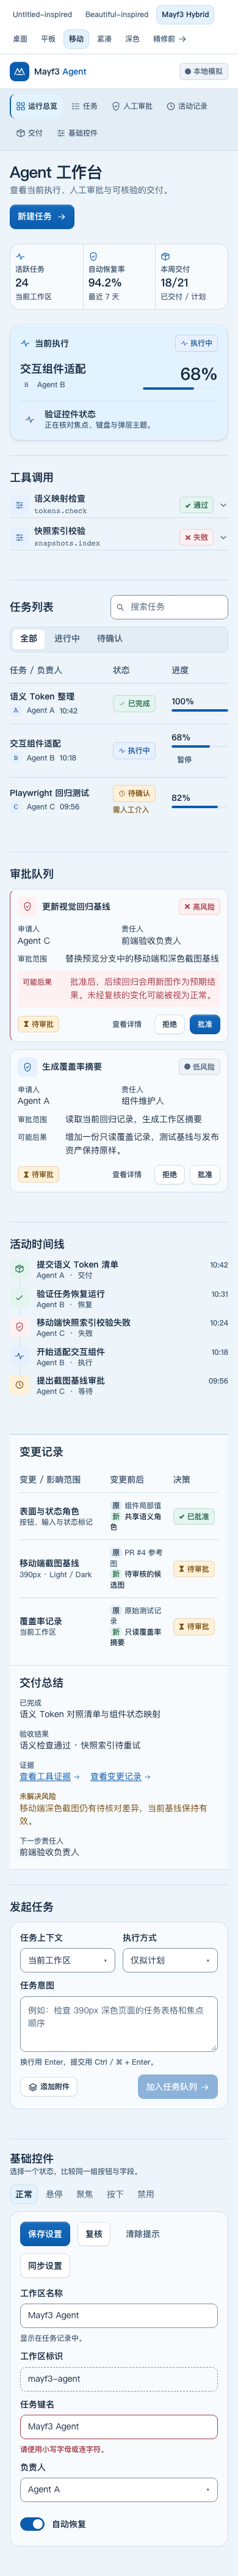 Untitled-inspired Beautiful-inspired Mayf3 Hybrid
桌面 平板 移动 紧凑 深色 精修前 →
Mayf3 Agent 本地模拟
运行总览 任务 人工审批 活动记录
交付 基础控件
Agent 工作台
查看当前执行、人工审批与可核验的交付。
新建任务 →
活跃任务 自动恢复率 本周交付
24 94.2% 18/21
当前工作区 最近 7 天 已交付 / 计划
当前执行 执行中
交互组件适配 68%
B Agent B
验证控件状态
正在核对焦点、键盘与弹层主题。
工具调用
语义映射检查 通过
tokens.check
快照索引校验 失败
snapshots.index
任务列表 搜索任务
全部 进行中 待确认
任务 / 负责人 状态 进度
语义 Token 整理 已完成 100%
A Agent A 10:42
交互组件适配 执行中 68%
B Agent B 10:18 暂停
Playwright 回归测试 待确认 82%
C Agent C 09:56 需人工介入
审批队列
更新视觉回归基线 高风险
申请人 责任人
Agent C 前端验收负责人
审批范围 替换预览分支中的移动端和深色截图基线
可能后果 批准后，后续回归会用新图作为预期结果。未经复核的变化可能被视为正常。
待审批 查看详情 拒绝 批准
生成覆盖率摘要 低风险
申请人 责任人
Agent A 组件维护人
审批范围 读取当前回归记录，生成工作区摘要
可能后果 增加一份只读覆盖记录，测试基线与发布资产保持原样。
待审批 查看详情 拒绝 批准
活动时间线
提交语义 Token 清单 10:42
Agent A · 交付
验证任务恢复运行 10:31
Agent B · 恢复
移动端快照索引校验失败 10:24
Agent C · 失败
开始适配交互组件 10:18
Agent B · 执行
提出截图基线审批 09:56
Agent C · 等待
变更记录
变更 / 影响范围 变更前后 决策
表面与状态角色
按钮、输入与状态标记
原 组件局部值
新 共享语义角色
已批准
移动端截图基线
390px · Light / Dark
原 PR #4 参考图
新 待审核的候选图
待审批
覆盖率记录
当前工作区
原 原始测试记录
新 只读覆盖率摘要
待审批
交付总结
已完成
语义 Token 对照清单与组件状态映射
验收结果
语义检查通过 · 快照索引待重试
证据
查看工具证据 → 查看变更记录 →
未解决风险
移动端深色截图仍有待核对差异，当前基线保持有效。
下一步责任人
前端验收负责人
发起任务
任务上下文 执行方式
当前工作区 仅拟计划
任务意图
例如：检查 390px 深色页面的任务表格和焦点顺序
换行用 Enter，提交用 Ctrl / ⌘ + Enter。
添加附件 加入任务队列 →
基础控件
选择一个状态，比较同一组按钮与字段。
正常 悬停 聚焦 按下 禁用
保存设置 复核 清除提示
同步设置
工作区名称
Mayf3 Agent
显示在任务记录中。
工作区标识
mayf3-agent
任务键名
Mayf3 Agent
请使用小写字母或连字符。
负责人
Agent A
自动恢复